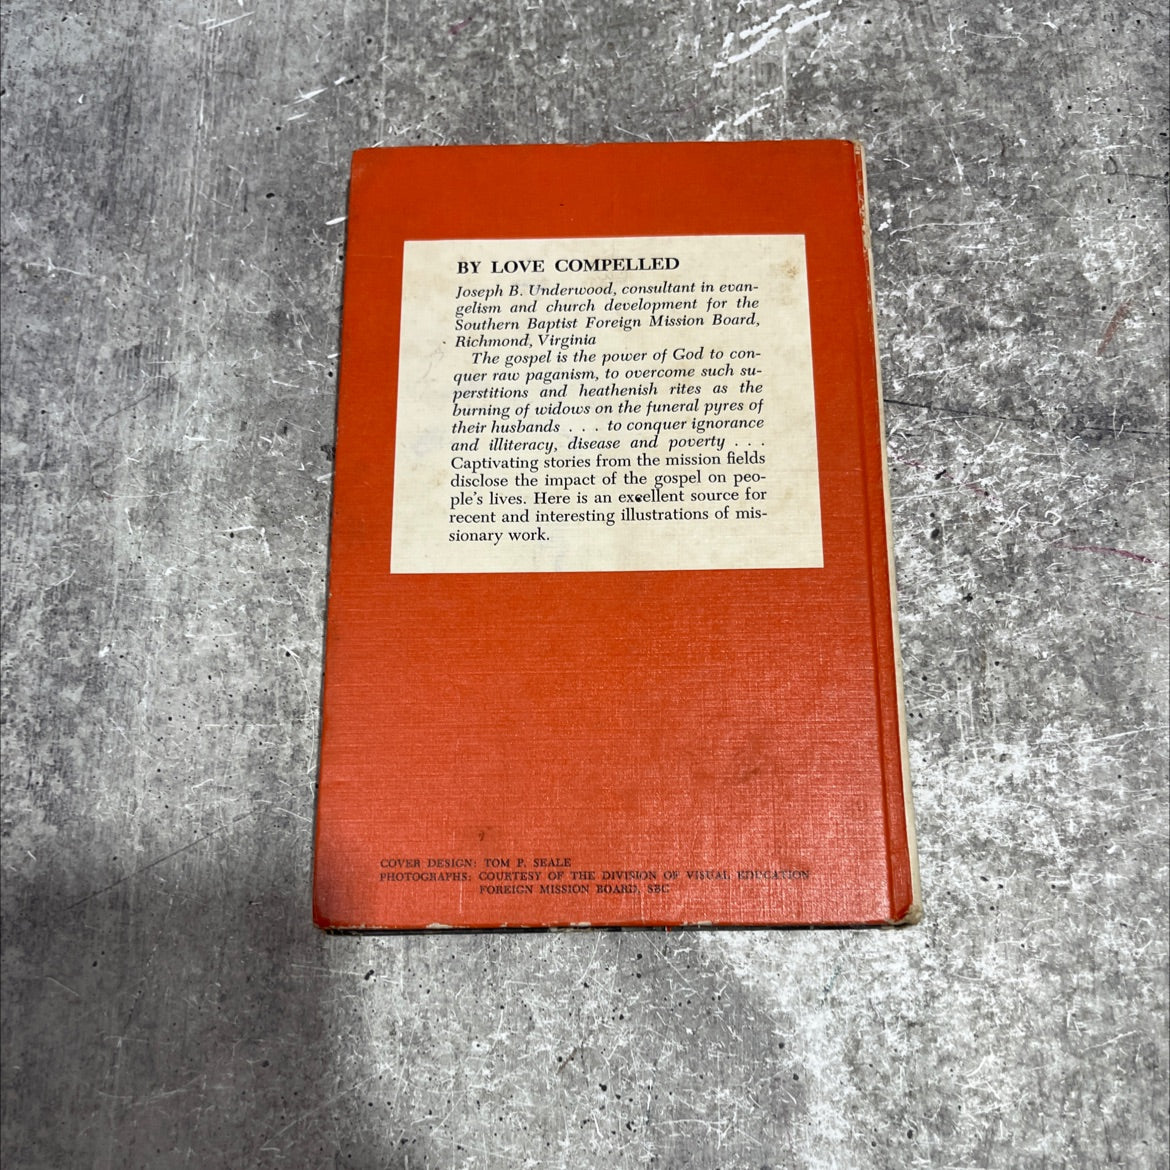 BY LOVE COMPELLED
Joseph B. Underwood, consultant in evan-
gelism and church development for the
Southern Baptist Foreign Mission Board,
Richmond, Virginia
The gospel is the power of God to con-
quer raw paganism, to overcome such su-
perstitions and heathenish rites as the
burning of widows on the funeral pyres of
their husbands . . . to conquer ignorance
and illiteracy, disease and poverty . . .
Captivating stories from the mission fields
disclose the impact of the gospel on peo-
ple's lives. Here is an excellent source for
recent and interesting illustrations of mis-
sionary work.
COVER DESIGN: TOM P. SEALE
PHOTOGRAPHS: COURTESY OF THE DIVISION OF VISUAL EDUCATION
FOREIGN MISSION BOARD, SBC